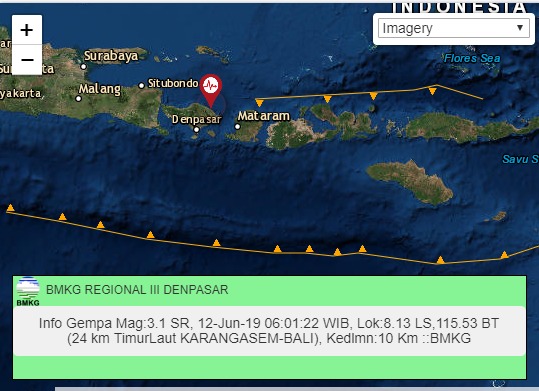 INDONESIA
+
−
Imagery
Flores Sea
Surabaya
Situbondo
Malang
yakarta
Denpasar
Mataram
Savu S
BMKG
BMKG REGIONAL III DENPASAR
Info Gempa Mag:3.1 SR, 12-Jun-19 06:01:22 WIB, Lok:8.13 LS,115.53 BT
(24 km TimurLaut KARANGASEM-BALI), Kedlmn:10 Km ::BMKG